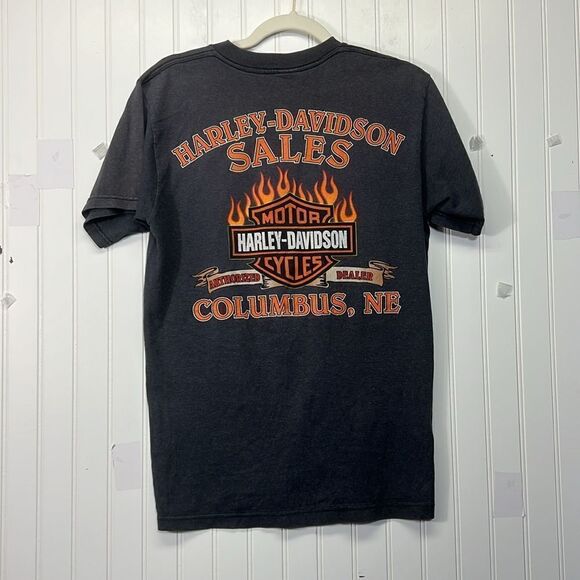 HARLEY-DAVIDSON
SALES
MOTOR
HARLEY-DAVIDSON
CYCLES
AUTHORIZED DEALER
COLUMBUS, NE